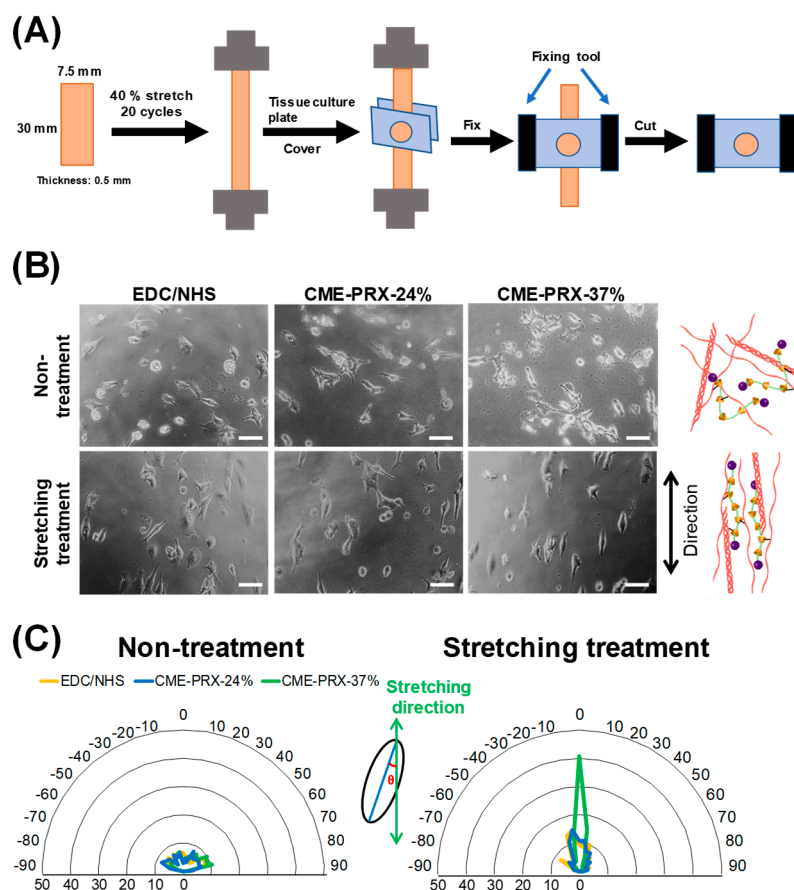 (A)
7.5 mm
30 mm
Thickness: 0.5 mm
40 % stretch
20 cycles
Tissue culture
plate
Cover
Fix
Fixing tool
Cut
(B)
EDC/NHS
CME-PRX-24%
CME-PRX-37%
Non-
treatment
Stretching
treatment
Direction
(C)
Non-treatment
Stretching treatment
EDC/NHS
CME-PRX-24%
CME-PRX-37%
Stretching
direction
θ
-90
-80
-70
-60
-50
-40
-30
-20
-10
0
10
20
30
40
50
60
70
80
90
50
40
30
20
10
0
-90
-80
-70
-60
-50
-40
-30
-20
-10
0
10
20
30
40
50
60
70
80
90
50
40
30
20
10
0